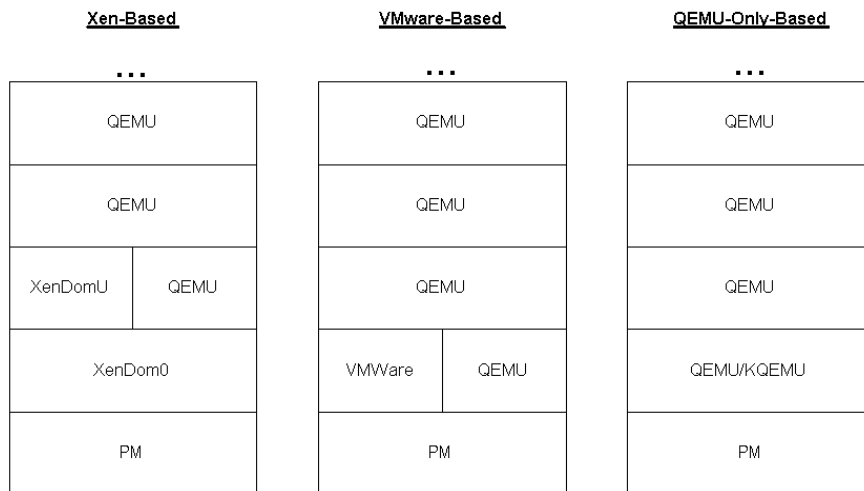 Xen-Based
VMware-Based
QEMU-Only-Based
...
...
...
QEMU
QEMU
QEMU
QEMU
QEMU
QEMU
XenDomU
QEMU
QEMU
QEMU
XenDom0
VMWare
QEMU
QEMU/KQEMU
PM
PM
PM